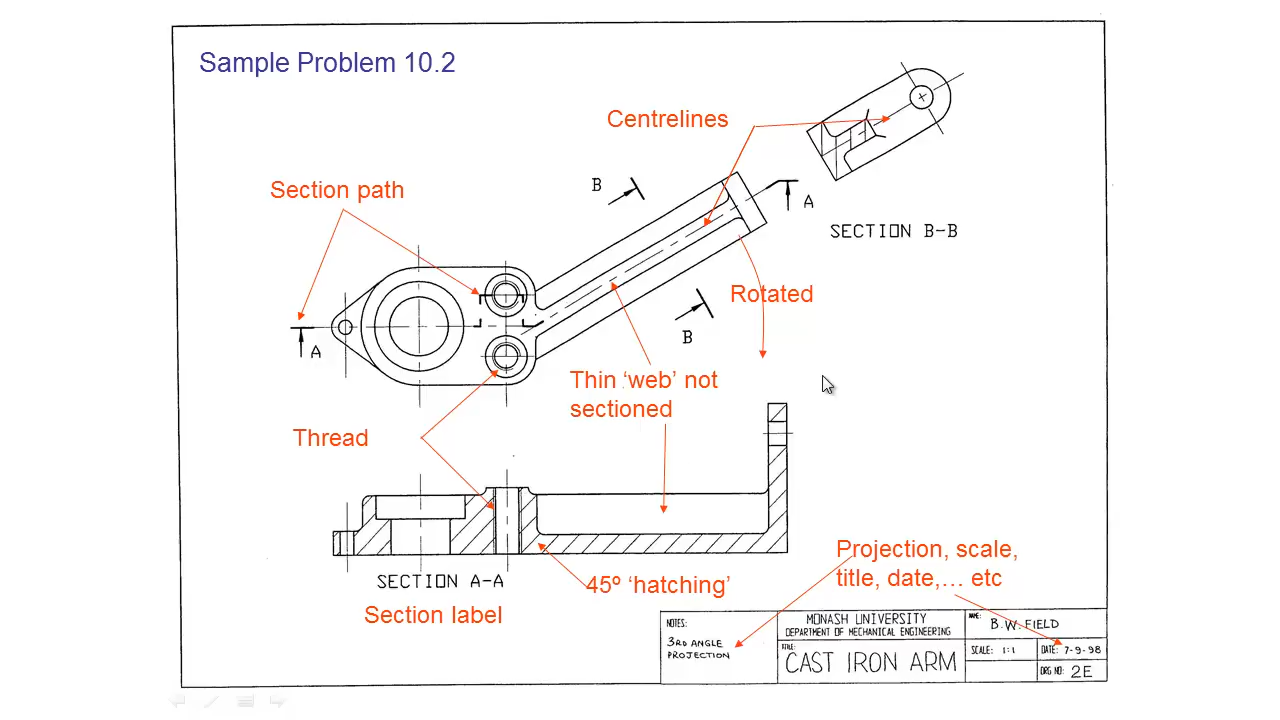 Sample Problem 10.2
Centrelines
Section path
B
A
SECTION B-B
Rotated
A
B
Thin ‘web’ not
sectioned
Thread
Projection, scale,
title, date,… etc
SECTION A-A
45º ‘hatching’
Section label
NOTES:
3RD ANGLE
PROJECTION
MONASH UNIVERSITY
DEPARTMENT OF MECHANICAL ENGINEERING
TITLE:
CAST IRON ARM
NAME:
B.W. FIELD
SCALE: 1:1
DATE: 7-9-98
DRG NO: 2E